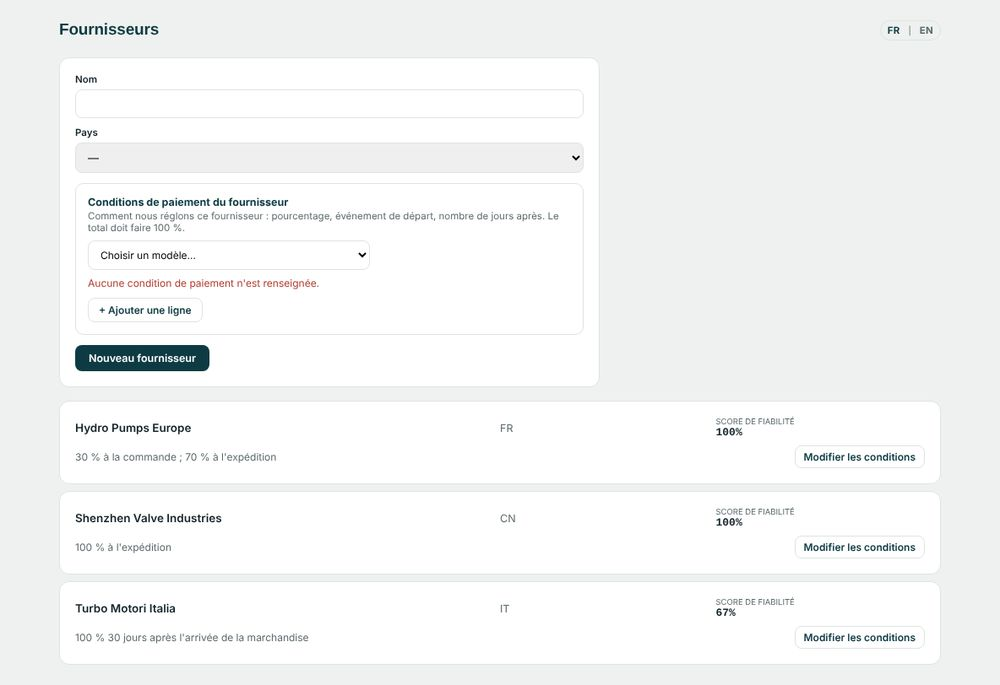 Fournisseurs
FR | EN
Nom
Pays
—
Conditions de paiement du fournisseur
Comment nous réglons ce fournisseur : pourcentage, événement de départ, nombre de jours après. Le
total doit faire 100 %.
Choisir un modèle...
Aucune condition de paiement n'est renseignée.
+ Ajouter une ligne
Nouveau fournisseur
Hydro Pumps Europe
FR
SCORE DE FIABILITÉ
100%
30 % à la commande ; 70 % à l'expédition
Modifier les conditions
Shenzhen Valve Industries
CN
SCORE DE FIABILITÉ
100%
100 % à l'expédition
Modifier les conditions
Turbo Motori Italia
IT
SCORE DE FIABILITÉ
67%
100 % 30 jours après l'arrivée de la marchandise
Modifier les conditions